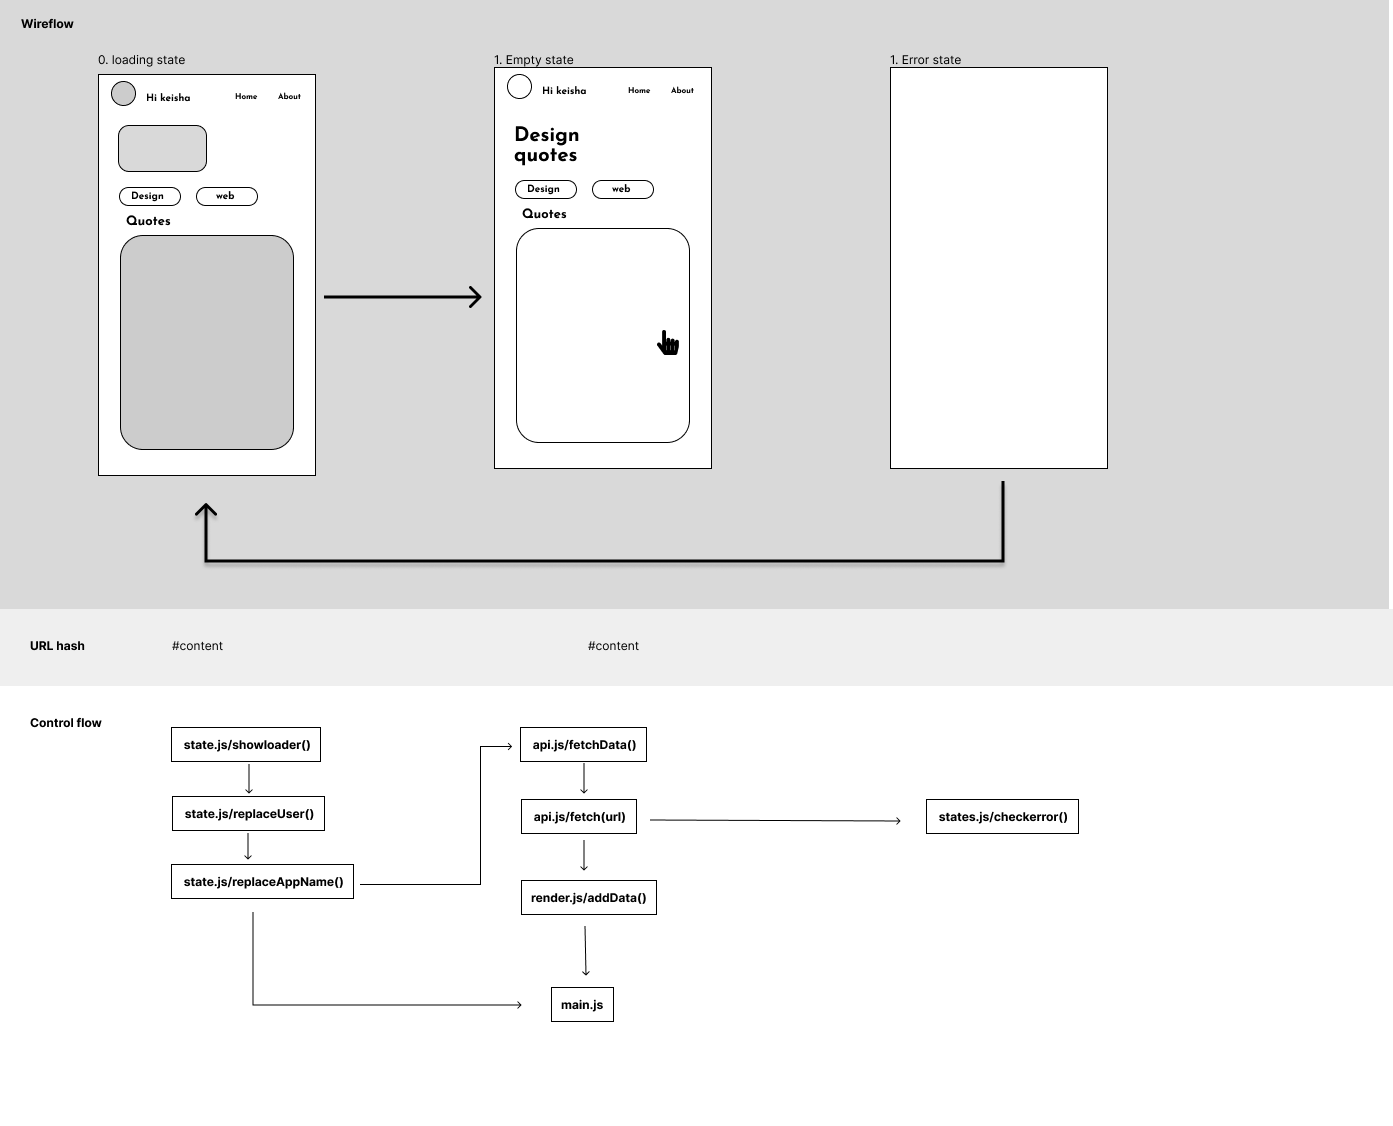 Wireflow
0. loading state
Hi keisha
Home
About
Design
web
Quotes
1. Empty state
Hi keisha
Home
About
Design
quotes
Design
web
Quotes
1. Error state
URL hash
#content
#content
Control flow
state.js/showloader()
state.js/replaceUser()
state.js/replaceAppName()
api.js/fetchData()
api.js/fetch(url)
render.js/addData()
main.js
states.js/checkerror()